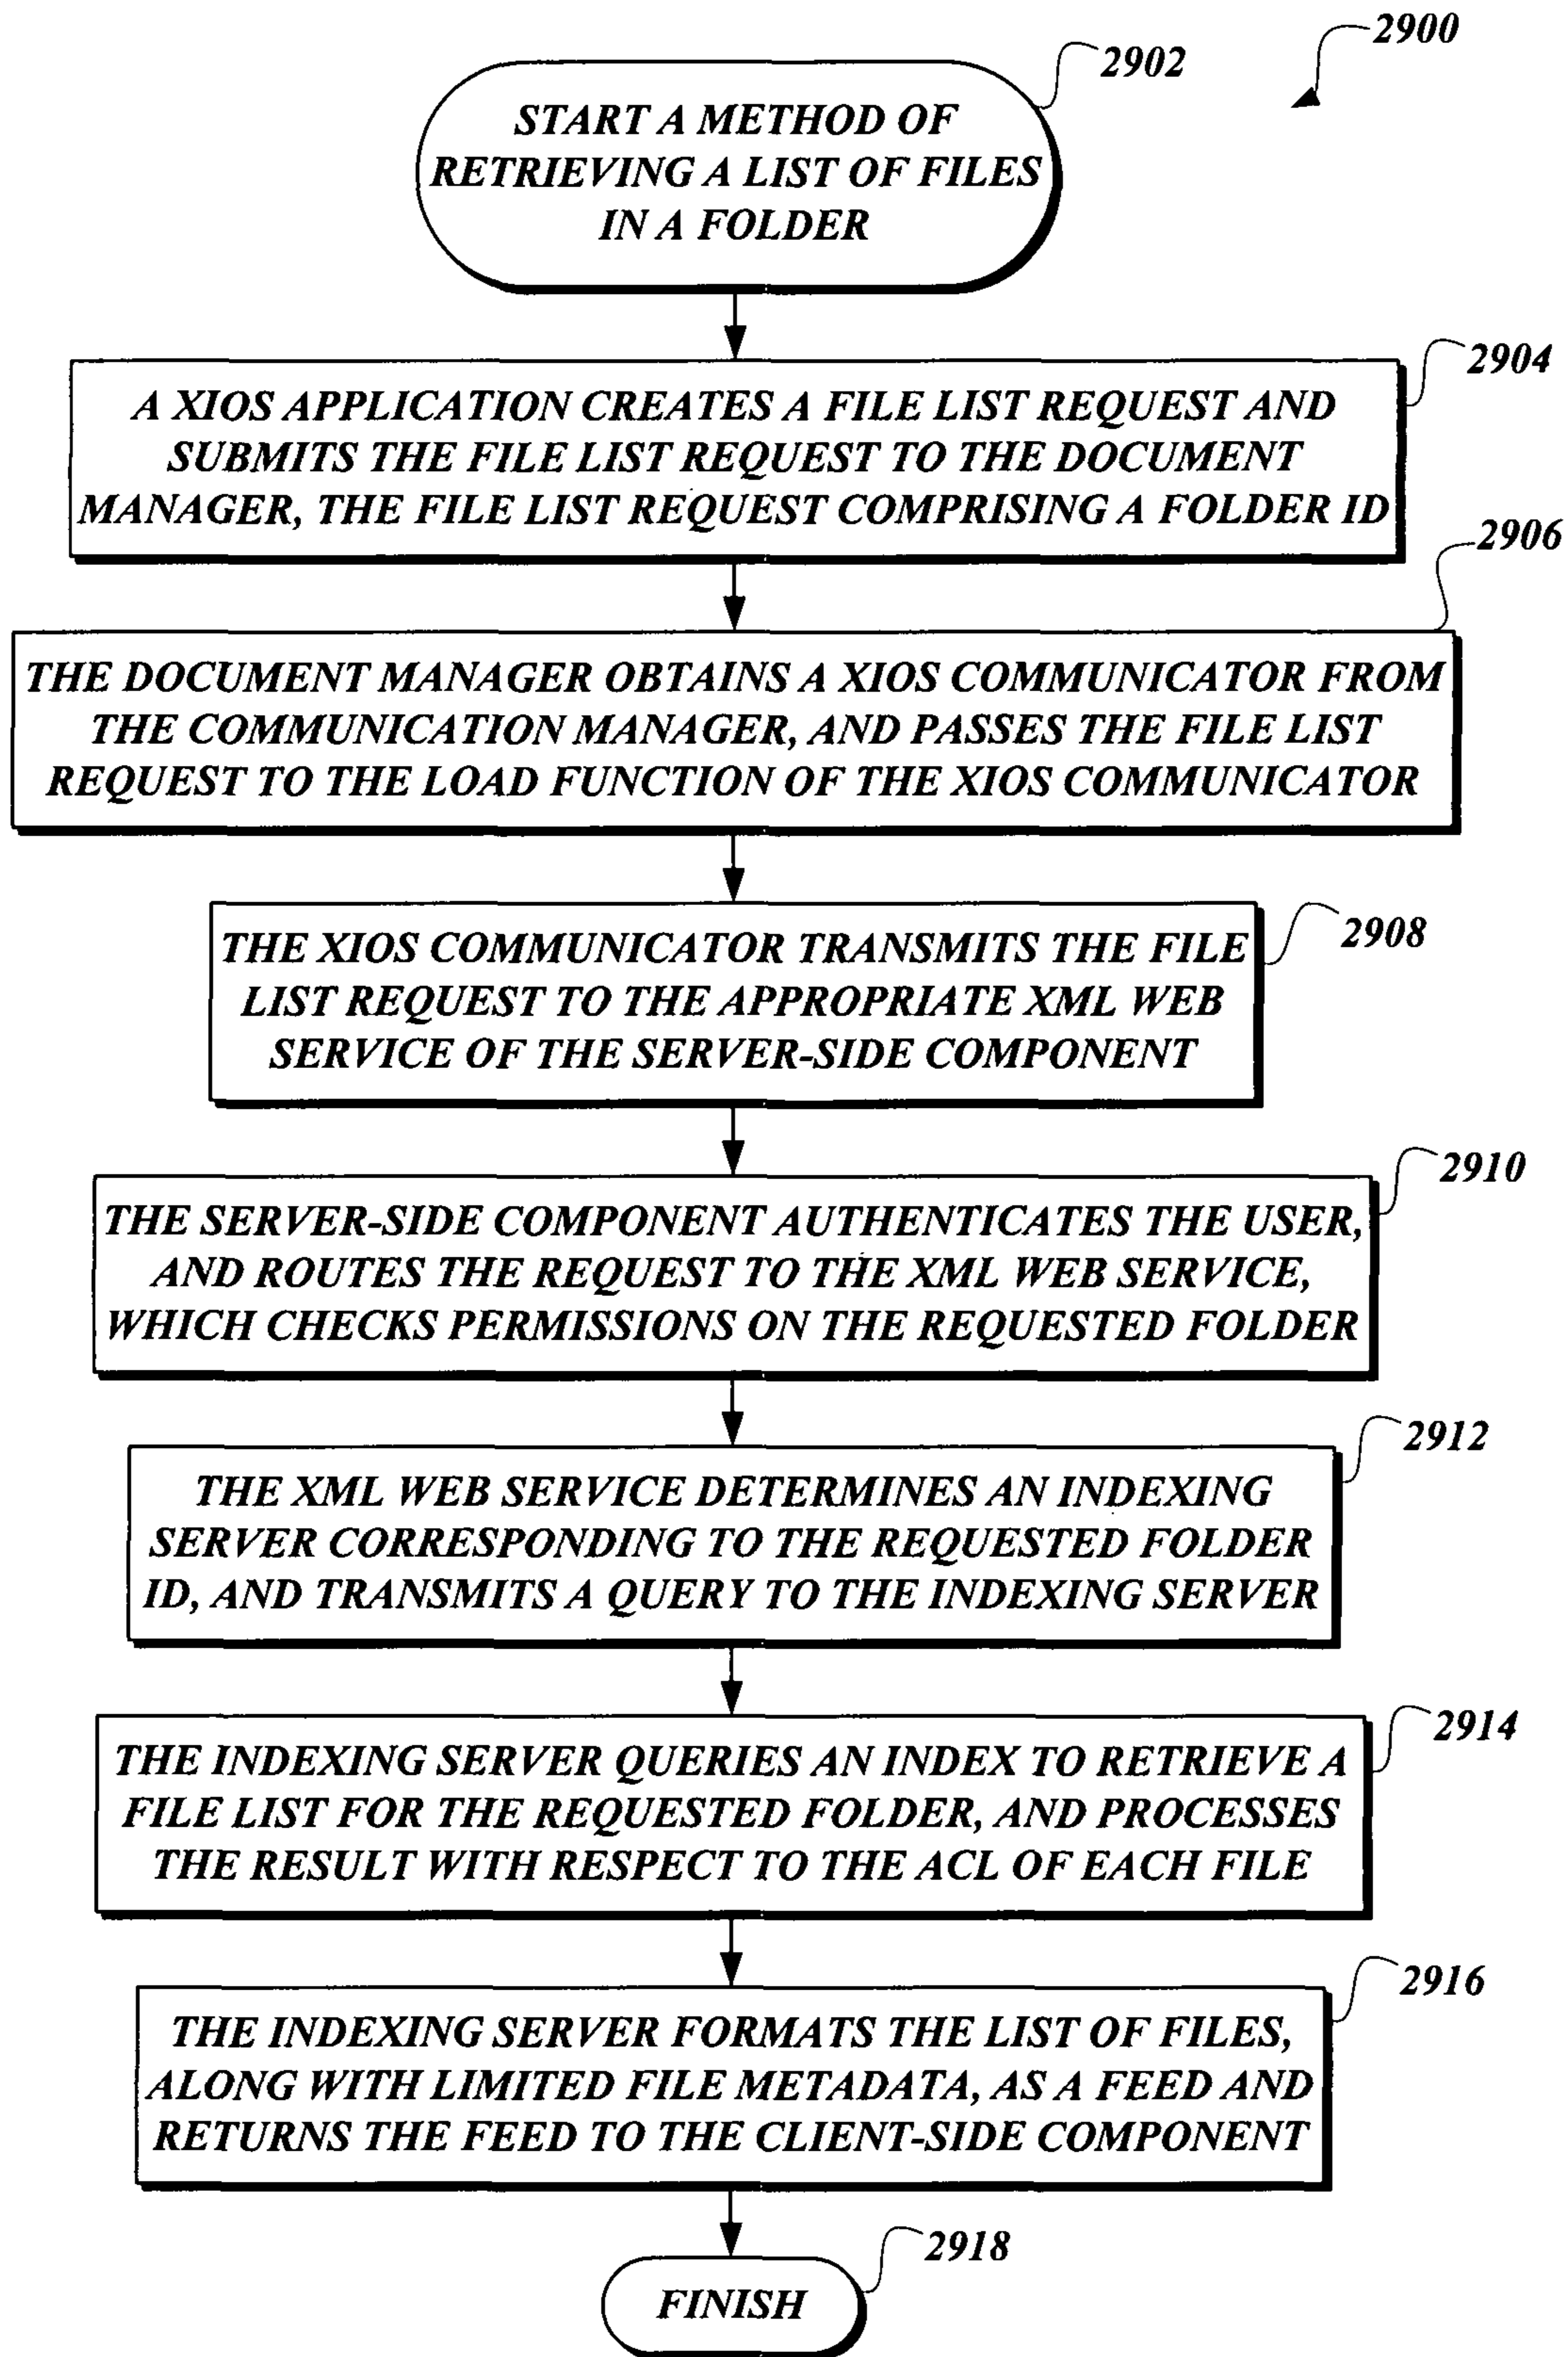 2900
2902
START A METHOD OF
RETRIEVING A LIST OF FILES
IN A FOLDER
2904
A XIOS APPLICATION CREATES A FILE LIST REQUEST AND
SUBMITS THE FILE LIST REQUEST TO THE DOCUMENT
MANAGER, THE FILE LIST REQUEST COMPRISING A FOLDER ID
2906
THE DOCUMENT MANAGER OBTAINS A XIOS COMMUNICATOR FROM
THE COMMUNICATION MANAGER, AND PASSES THE FILE LIST
REQUEST TO THE LOAD FUNCTION OF THE XIOS COMMUNICATOR
2908
THE XIOS COMMUNICATOR TRANSMITS THE FILE
LIST REQUEST TO THE APPROPRIATE XML WEB
SERVICE OF THE SERVER-SIDE COMPONENT
2910
THE SERVER-SIDE COMPONENT AUTHENTICATES THE USER,
AND ROUTES THE REQUEST TO THE XML WEB SERVICE,
WHICH CHECKS PERMISSIONS ON THE REQUESTED FOLDER
2912
THE XML WEB SERVICE DETERMINES AN INDEXING
SERVER CORRESPONDING TO THE REQUESTED FOLDER
ID, AND TRANSMITS A QUERY TO THE INDEXING SERVER
2914
THE INDEXING SERVER QUERIES AN INDEX TO RETRIEVE A
FILE LIST FOR THE REQUESTED FOLDER, AND PROCESSES
THE RESULT WITH RESPECT TO THE ACL OF EACH FILE
2916
THE INDEXING SERVER FORMATS THE LIST OF FILES,
ALONG WITH LIMITED FILE METADATA, AS A FEED AND
RETURNS THE FEED TO THE CLIENT-SIDE COMPONENT
2918
FINISH